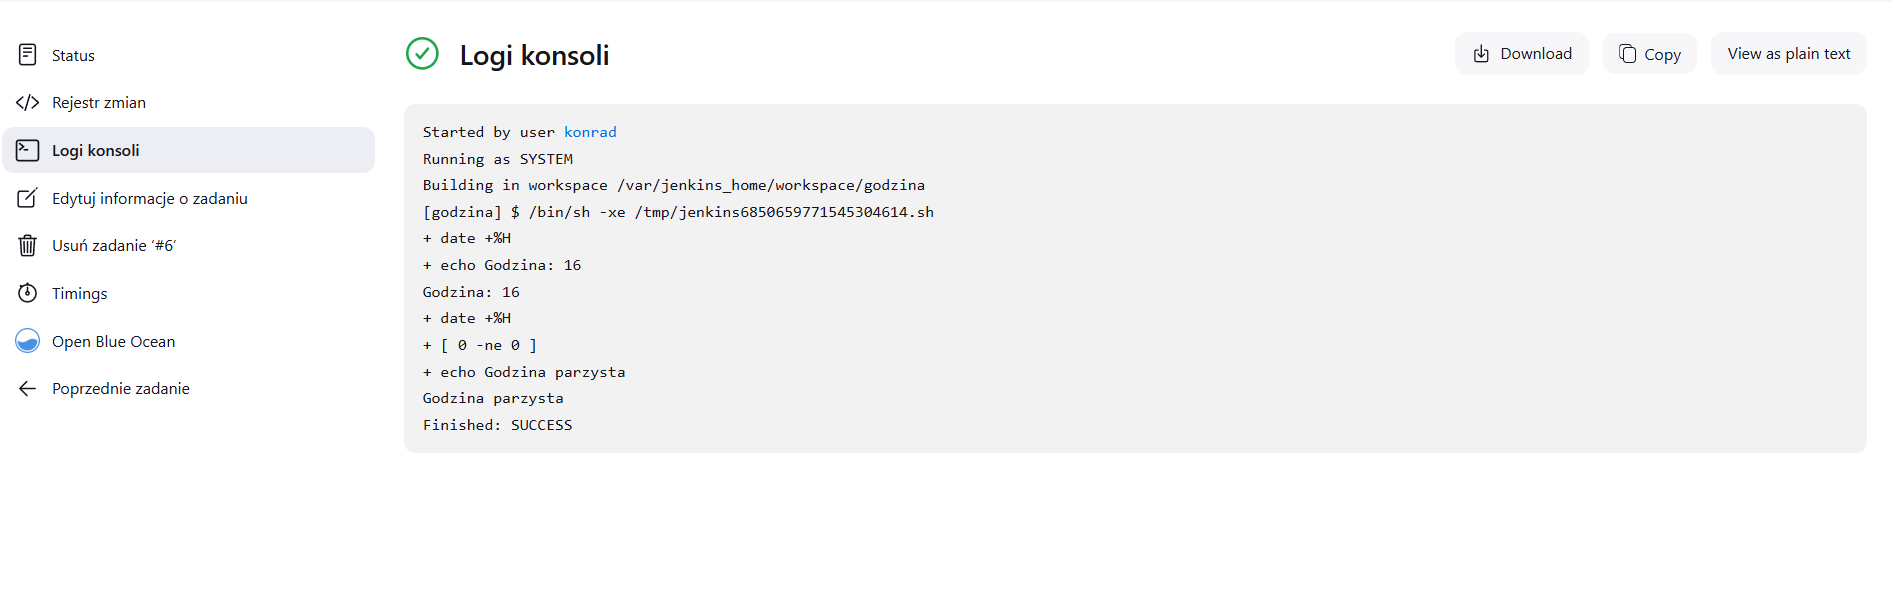 Status
Rejestr zmian
Logi konsoli
Edytuj informacje o zadaniu
Usuń zadanie ‘#6’
Timings
Open Blue Ocean
Poprzednie zadanie
Logi konsoli
Download
Copy
View as plain text
Started by user konrad
Running as SYSTEM
Building in workspace /var/jenkins_home/workspace/godzina
[godzina] $ /bin/sh -xe /tmp/jenkins6850659771545304614.sh
+ date +%H
+ echo Godzina: 16
Godzina: 16
+ date +%H
+ [ 0 -ne 0 ]
+ echo Godzina parzysta
Godzina parzysta
Finished: SUCCESS